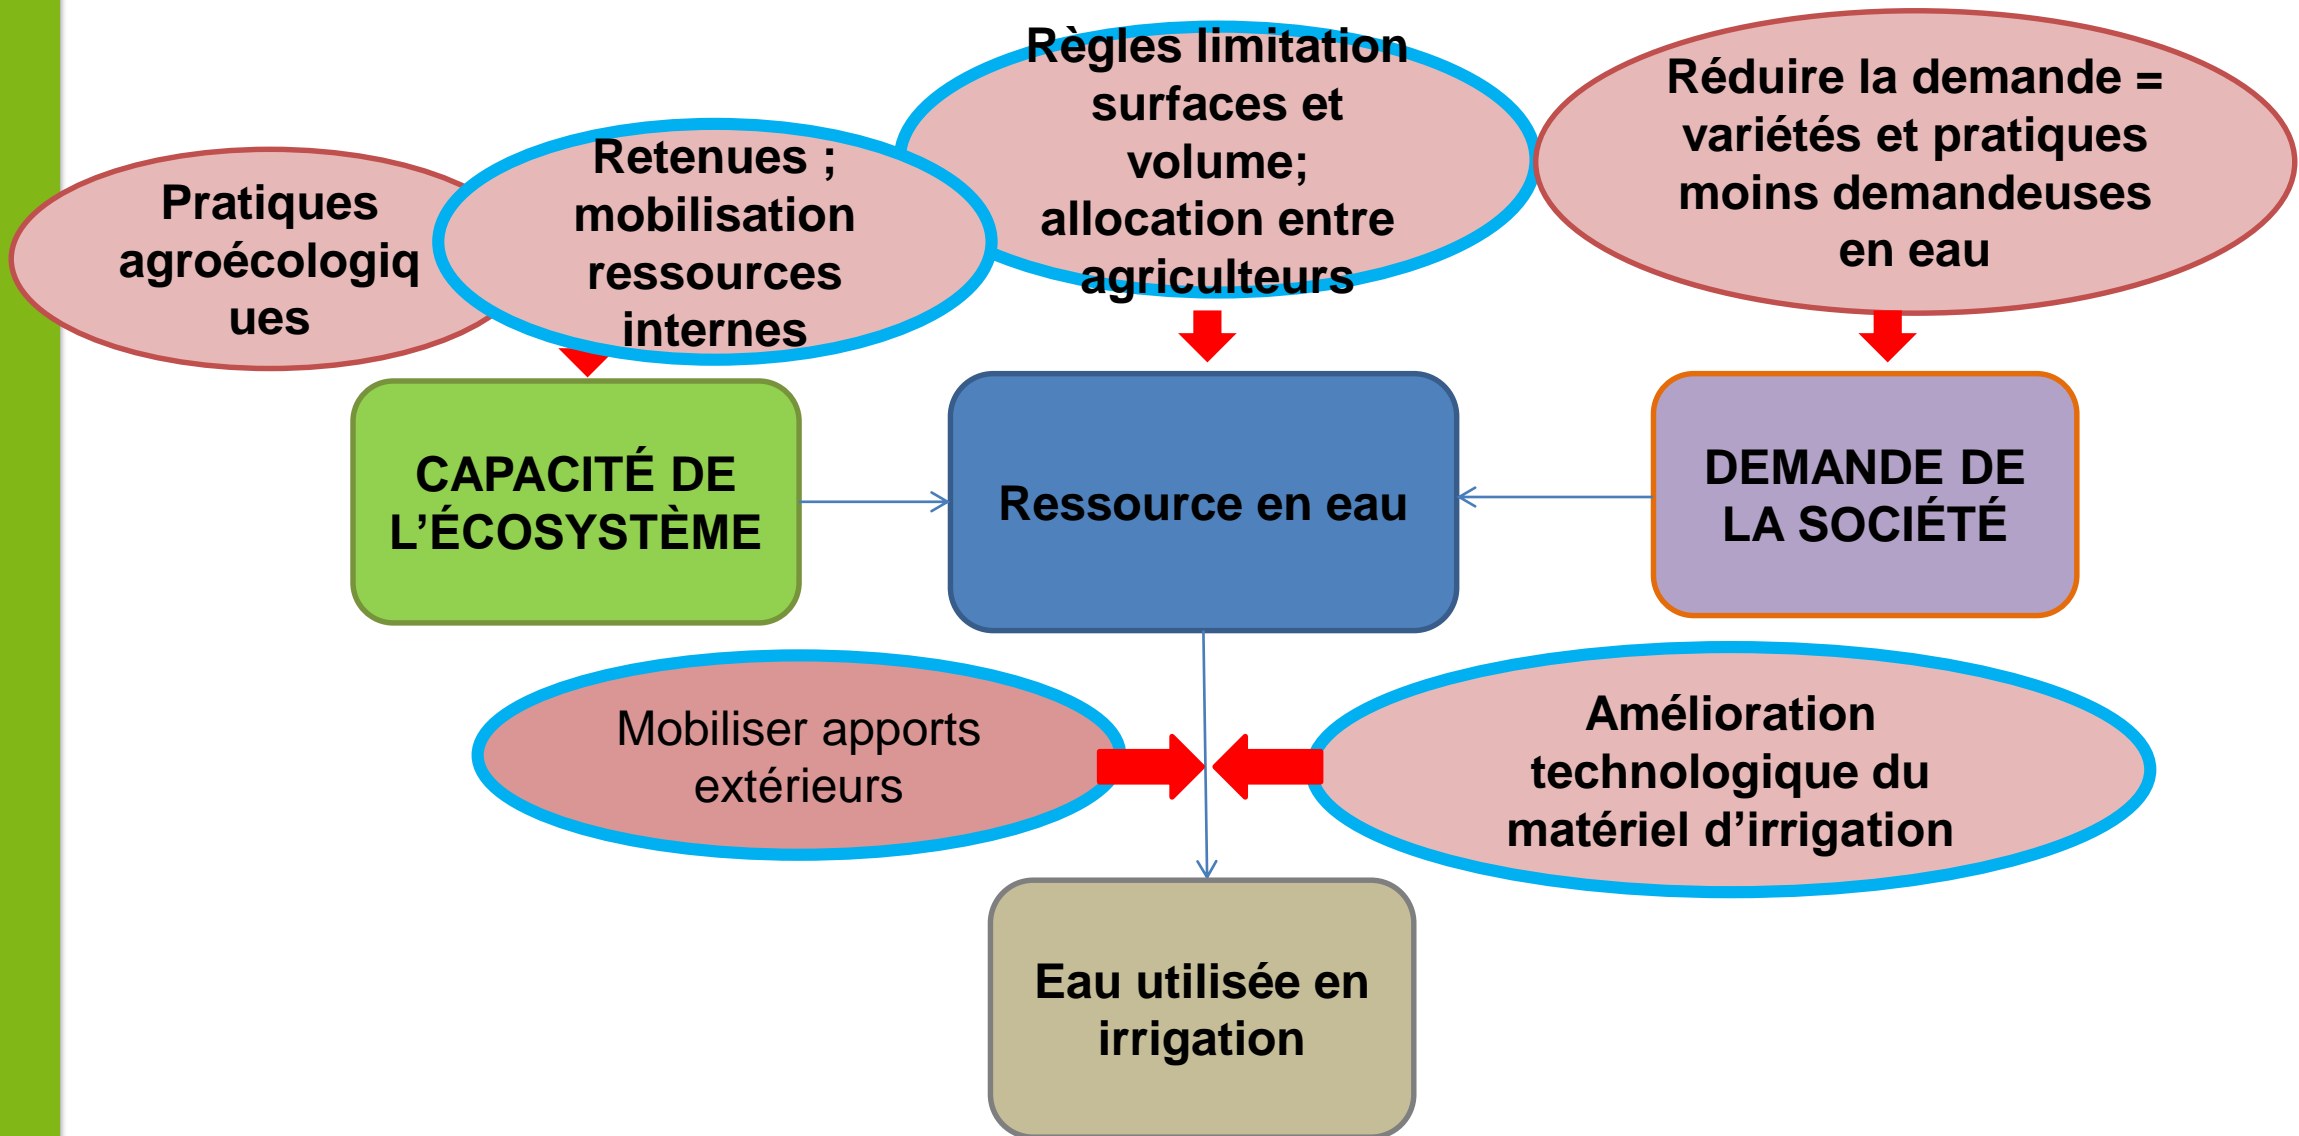 Pratiques
agroécologiq
ues
Retenues ;
mobilisation
ressources
internes
Règles limitation
surfaces et
volume;
allocation entre
agriculteurs
Réduire la demande =
variétés et pratiques
moins demandeuses
en eau
CAPACITÉ DE
L’ÉCOSYSTÈME
Ressource en eau
DEMANDE DE
LA SOCIÉTÉ
Mobiliser apports
extérieurs
Amélioration
technologique du
matériel d’irrigation
Eau utilisée en
irrigation